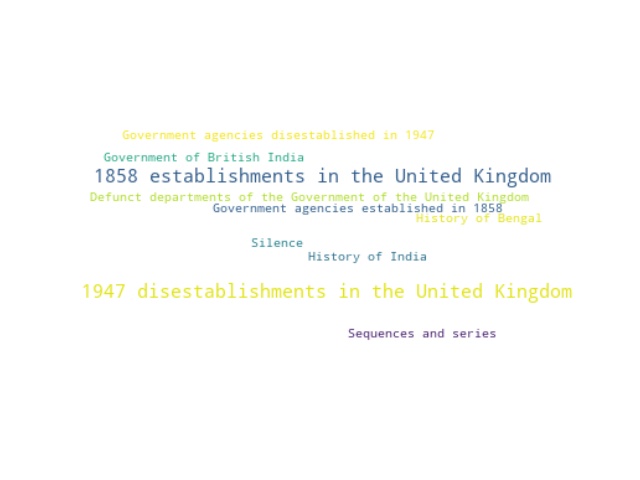 Government agencies disestablished in 1947
Government of British India
1858 establishments in the United Kingdom
Defunct departments of the Government of the United Kingdom
Government agencies established in 1858
History of Bengal
Silence
History of India
1947 disestablishments in the United Kingdom
Sequences and series